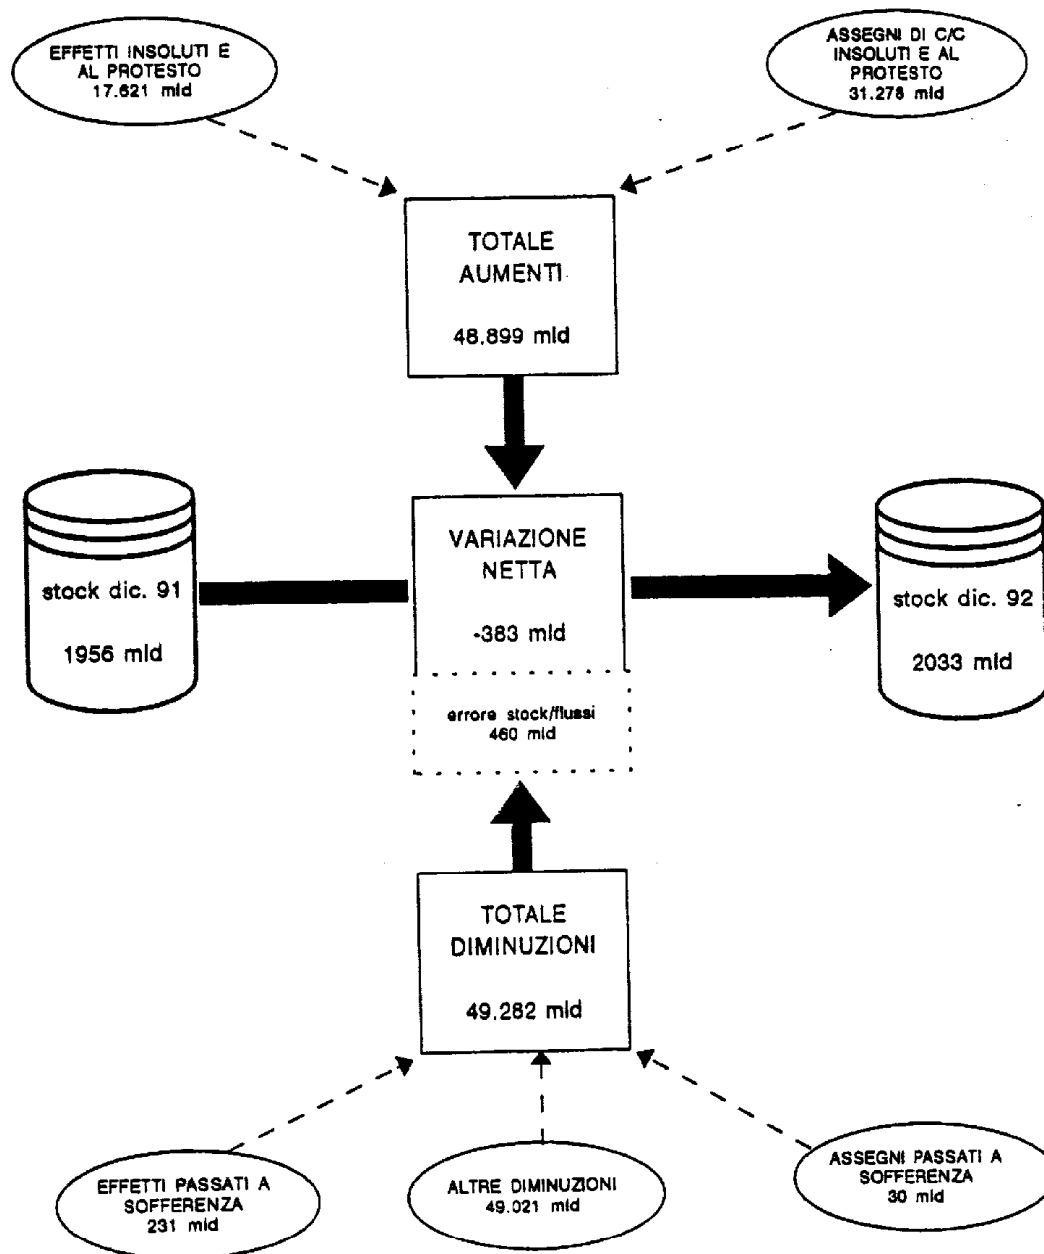 EFFETTI INSOLUTI E
AL PROTESTO
17.621 mld
ASSEGNI DI C/C
INSOLUTI E AL
PROTESTO
31.278 mld
TOTALE
AUMENTI
48.899 mld
stock dic. 91
1956 mld
VARIAZIONE
NETTA
-383 mld
errore stock/flussi
460 mld
stock dic. 92
2033 mld
TOTALE
DIMINUZIONI
49.282 mld
EFFETTI PASSATI A
SOFFERENZA
231 mld
ALTRE DIMINUZIONI
49.021 mld
ASSEGNI PASSATI A
SOFFERENZA
30 mld